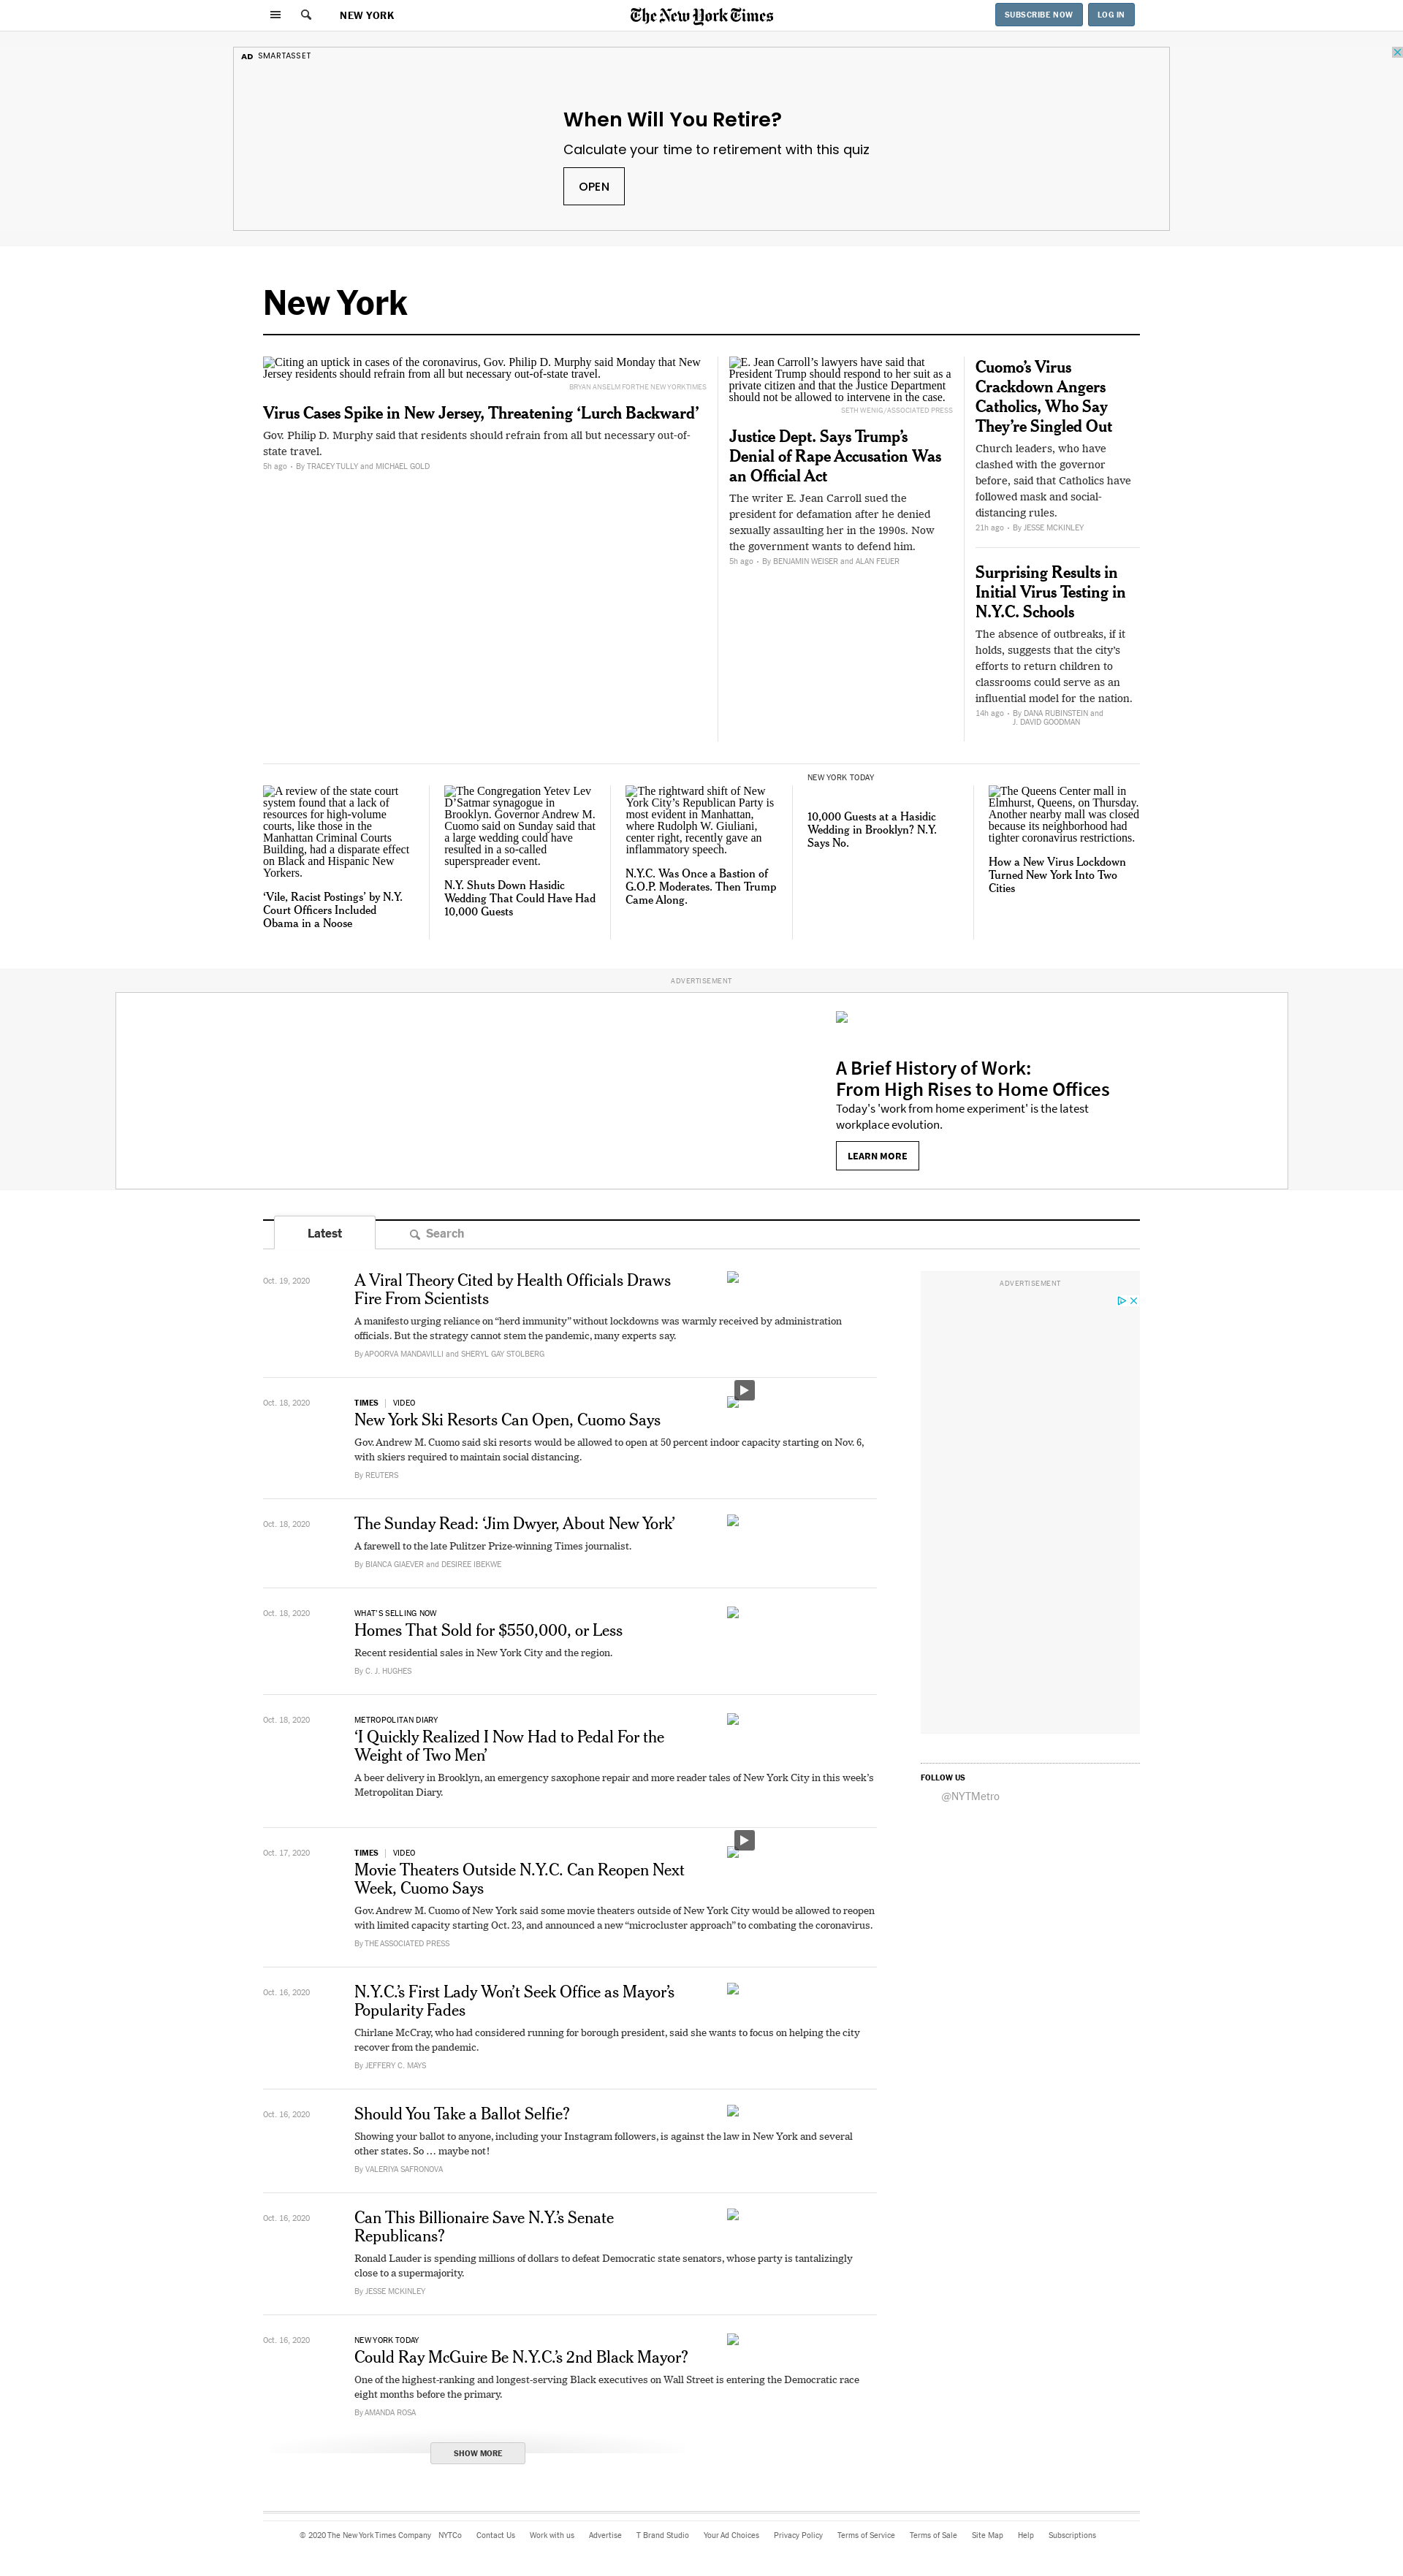 NEW YORK
The New York Times
SUBSCRIBE NOW
LOG IN
AD SMARTASSET
When Will You Retire?
Calculate your time to retirement with this quiz
OPEN
New York
Citing an uptick in cases of the coronavirus, Gov. Philip D. Murphy said Monday that New
Jersey residents should refrain from all but necessary out-of-state travel.
BRYAN ANSELM FOR THE NEW YORK TIMES
Virus Cases Spike in New Jersey, Threatening ‘Lurch Backward’
Gov. Philip D. Murphy said that residents should refrain from all but necessary out-of-
state travel.
5h ago • By TRACEY TULLY and MICHAEL GOLD
E. Jean Carroll’s lawyers have said that
President Trump should respond to her suit as a
private citizen and that the Justice Department
should not be allowed to intervene in the case.
SETH WENIG/ASSOCIATED PRESS
Justice Dept. Says Trump’s
Denial of Rape Accusation Was
an Official Act
The writer E. Jean Carroll sued the
president for defamation after he denied
sexually assaulting her in the 1990s. Now
the government wants to defend him.
5h ago • By BENJAMIN WEISER and ALAN FEUER
Cuomo’s Virus
Crackdown Angers
Catholics, Who Say
They’re Singled Out
Church leaders, who have
clashed with the governor
before, said that Catholics have
followed mask and social-
distancing rules.
21h ago • By JESSE MCKINLEY
Surprising Results in
Initial Virus Testing in
N.Y.C. Schools
The absence of outbreaks, if it
holds, suggests that the city’s
efforts to return children to
classrooms could serve as an
influential model for the nation.
14h ago • By DANA RUBINSTEIN and
J. DAVID GOODMAN
A review of the state court
system found that a lack of
resources for high-volume
courts, like those in the
Manhattan Criminal Courts
Building, had a disparate effect
on Black and Hispanic New
Yorkers.
‘Vile, Racist Postings’ by N.Y.
Court Officers Included
Obama in a Noose
The Congregation Yetev Lev
D’Satmar synagogue in
Brooklyn. Governor Andrew M.
Cuomo said on Sunday said that
a large wedding could have
resulted in a so-called
superspreader event.
N.Y. Shuts Down Hasidic
Wedding That Could Have Had
10,000 Guests
The rightward shift of New
York City’s Republican Party is
most evident in Manhattan,
where Rudolph W. Giuliani,
center right, recently gave an
inflammatory speech.
N.Y.C. Was Once a Bastion of
G.O.P. Moderates. Then Trump
Came Along.
NEW YORK TODAY
10,000 Guests at a Hasidic
Wedding in Brooklyn? N.Y.
Says No.
The Queens Center mall in
Elmhurst, Queens, on Thursday.
Another nearby mall was closed
because its neighborhood had
tighter coronavirus restrictions.
How a New Virus Lockdown
Turned New York Into Two
Cities
ADVERTISEMENT
A Brief History of Work:
From High Rises to Home Offices
Today's 'work from home experiment' is the latest
workplace evolution.
LEARN MORE
Latest
Search
Oct. 19, 2020
A Viral Theory Cited by Health Officials Draws
Fire From Scientists
A manifesto urging reliance on “herd immunity” without lockdowns was warmly received by administration
officials. But the strategy cannot stem the pandemic, many experts say.
By APOORVA MANDAVILLI and SHERYL GAY STOLBERG
ADVERTISEMENT
Oct. 18, 2020
TIMES | VIDEO
New York Ski Resorts Can Open, Cuomo Says
Gov. Andrew M. Cuomo said ski resorts would be allowed to open at 50 percent indoor capacity starting on Nov. 6,
with skiers required to maintain social distancing.
By REUTERS
Oct. 18, 2020
The Sunday Read: ‘Jim Dwyer, About New York’
A farewell to the late Pulitzer Prize-winning Times journalist.
By BIANCA GIAEVER and DESIREE IBEKWE
Oct. 18, 2020
WHAT'S SELLING NOW
Homes That Sold for $550,000, or Less
Recent residential sales in New York City and the region.
By C. J. HUGHES
Oct. 18, 2020
METROPOLITAN DIARY
‘I Quickly Realized I Now Had to Pedal For the
Weight of Two Men’
A beer delivery in Brooklyn, an emergency saxophone repair and more reader tales of New York City in this week’s
Metropolitan Diary.
FOLLOW US
@NYTMetro
Oct. 17, 2020
TIMES | VIDEO
Movie Theaters Outside N.Y.C. Can Reopen Next
Week, Cuomo Says
Gov. Andrew M. Cuomo of New York said some movie theaters outside of New York City would be allowed to reopen
with limited capacity starting Oct. 23, and announced a new “microcluster approach” to combating the coronavirus.
By THE ASSOCIATED PRESS
Oct. 16, 2020
N.Y.C.’s First Lady Won’t Seek Office as Mayor’s
Popularity Fades
Chirlane McCray, who had considered running for borough president, said she wants to focus on helping the city
recover from the pandemic.
By JEFFERY C. MAYS
Oct. 16, 2020
Should You Take a Ballot Selfie?
Showing your ballot to anyone, including your Instagram followers, is against the law in New York and several
other states. So … maybe not!
By VALERIYA SAFRONOVA
Oct. 16, 2020
Can This Billionaire Save N.Y.’s Senate
Republicans?
Ronald Lauder is spending millions of dollars to defeat Democratic state senators, whose party is tantalizingly
close to a supermajority.
By JESSE MCKINLEY
Oct. 16, 2020
NEW YORK TODAY
Could Ray McGuire Be N.Y.C.’s 2nd Black Mayor?
One of the highest-ranking and longest-serving Black executives on Wall Street is entering the Democratic race
eight months before the primary.
By AMANDA ROSA
SHOW MORE
© 2020 The New York Times Company NYTCo Contact Us Work with us Advertise T Brand Studio Your Ad Choices Privacy Policy Terms of Service Terms of Sale Site Map Help Subscriptions